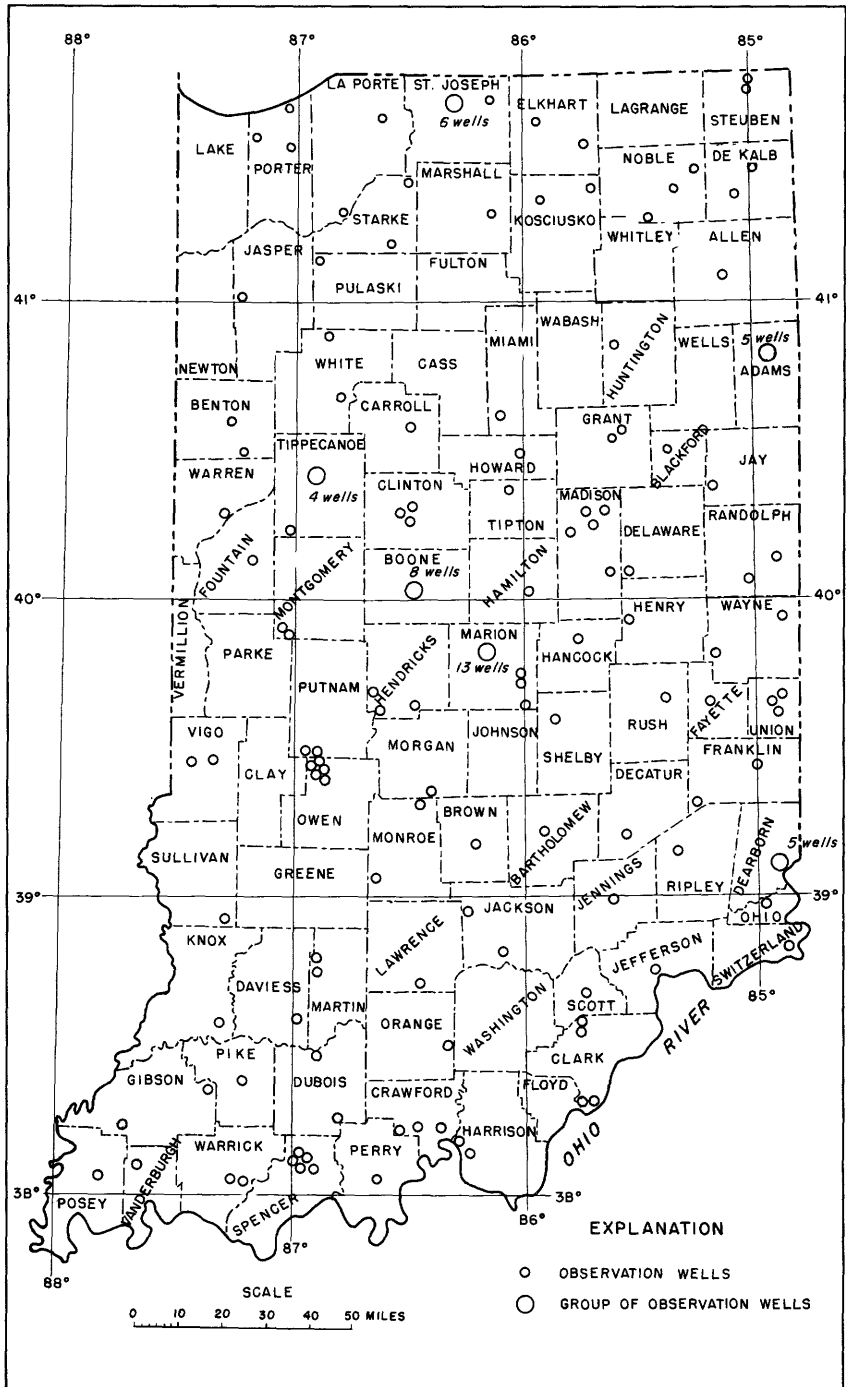 88° 87° 86° 85°
LA PORTE
ST. JOSEPH
6 wells
ELKHART
LAGRANGE
STEUBEN
LAKE
PORTER
NOBLE
DE KALB
MARSHALL
STARKE
KOSCIUSKO
WHITLEY
ALLEN
JASPER
FULTON
PULASKI
41° 41°
WABASH
MIAMI
HUNTINGTON
WELLS
5 wells
ADAMS
WHITE
CASS
NEWTON
BENTON
CARROLL
GRANT
BLACKFORD
TIPPECANOE
4 wells
WARREN
HOWARD
JAY
CLINTON
MADISON
TIPTON
RANDOLPH
DELAWARE
FOUNTAIN
MONTGOMERY
BOONE
8 wells
HAMILTON
40° 40°
HENRY
WAYNE
VERMILLION
PARKE
MARION
13 wells
HENDRICKS
HANCOCK
PUTNAM
RUSH
FAYETTE
UNION
VIGO
JOHNSON
SHELBY
MORGAN
FRANKLIN
CLAY
DECATUR
OWEN
BROWN
BARTHOLOMEW
MONROE
DEARBORN
5 wells
SULLIVAN
GREENE
JENNINGS
RIPLEY
39° 39°
JACKSON
OHIO
KNOX
LAWRENCE
JEFFERSON
SWITZERLAND
DAVIESS
MARTIN
WASHINGTON
SCOTT
85°
ORANGE
RIVER
PIKE
CLARK
GIBSON
DUBOIS
CRAWFORD
FLOYD
HARRISON
OHIO
WARRICK
PERRY
VANDERBURGH
SPENCER
POSEY
38° 38°
86°
87°
88°
EXPLANATION
OBSERVATION WELLS
GROUP OF OBSERVATION WELLS
SCALE
0 10 20 30 40 50 MILES